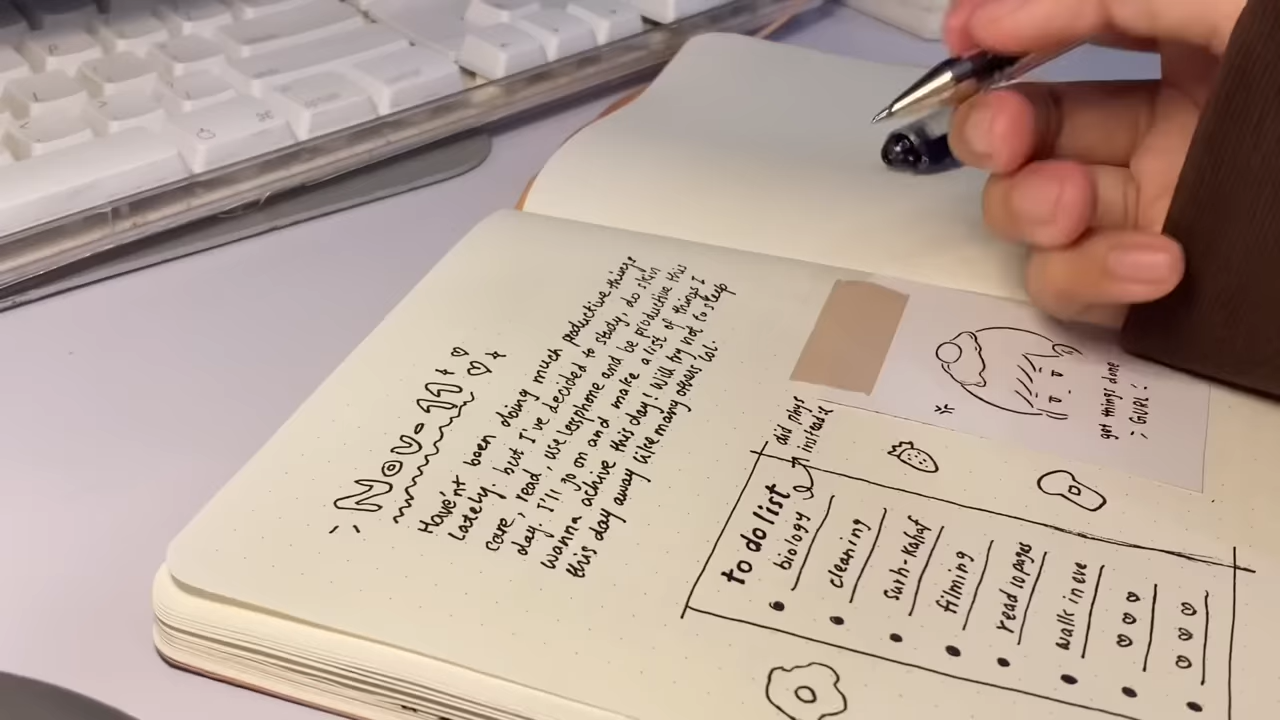 Nov-11
Have'nt been doing much productive things
lately. but I've decided to study, do skin
care, read, use lessphone and be productive this
day. I'll go on and make a list of things I
wanna achive this day! Will try not to sleep
this day away like many others lol.
get things done
GURL!
did phys
instead
to do list
biology
cleaning
surh-Kahaf
filming
read 10 pages
walk in eve